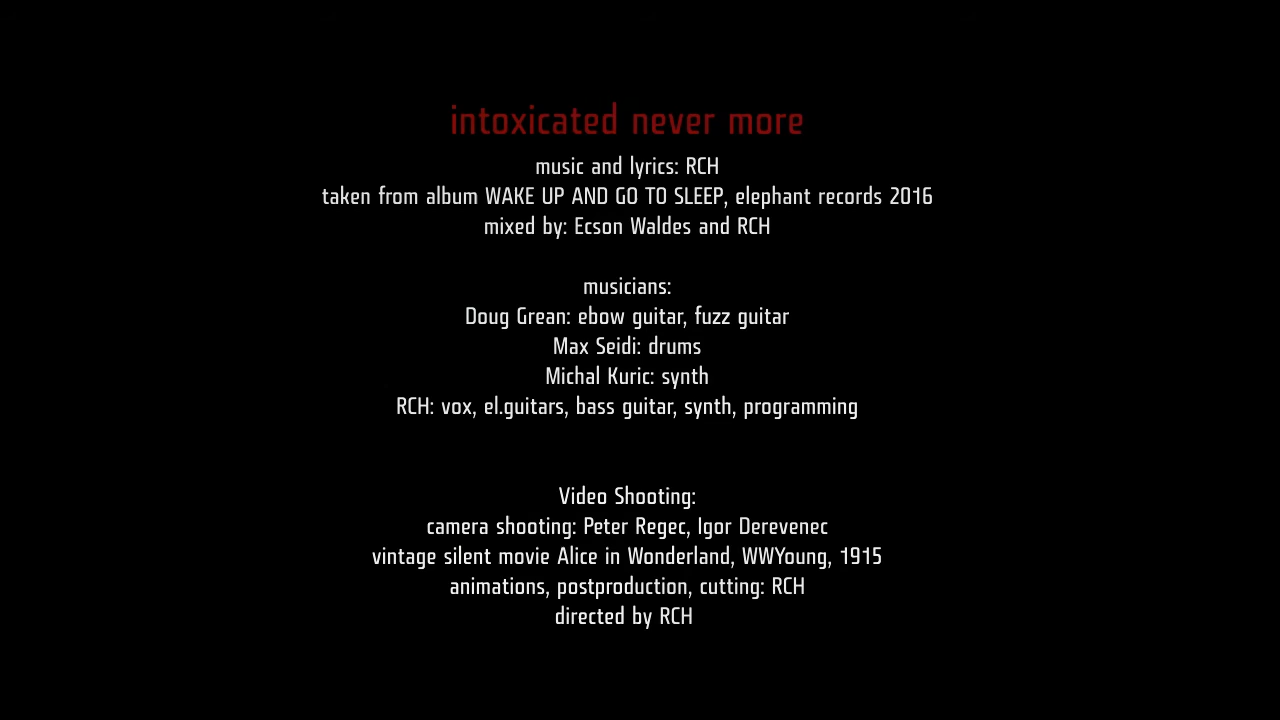 intoxicated never more
music and lyrics: RCH
taken from album WAKE UP AND GO TO SLEEP, elephant records 2016
mixed by: Ecson Waldes and RCH
musicians:
Doug Grean: ebow guitar, fuzz guitar
Max Seidi: drums
Michal Kuric: synth
RCH: vox, el.guitars, bass guitar, synth, programming
Video Shooting:
camera shooting: Peter Regec, Igor Derevenec
vintage silent movie Alice in Wonderland, WWYoung, 1915
animations, postproduction, cutting: RCH
directed by RCH